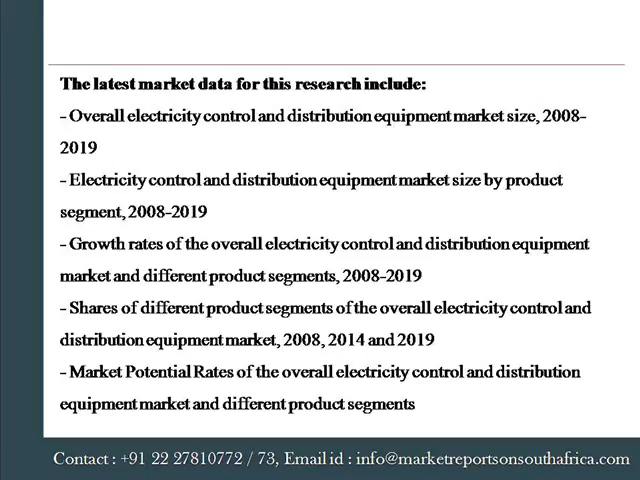 The latest market data for this research include:
- Overall electricity control and distribution equipment market size, 2008-
2019
- Electricity control and distribution equipment market size by product
segment, 2008-2019
- Growth rates of the overall electricity control and distribution equipment
market and different product segments, 2008-2019
- Shares of different product segments of the overall electricity control and
distribution equipment market, 2008, 2014 and 2019
- Market Potential Rates of the overall electricity control and distribution
equipment market and different product segments
Contact : +91 22 27810772 / 73, Email id : info@marketreportsonsouthafrica.com